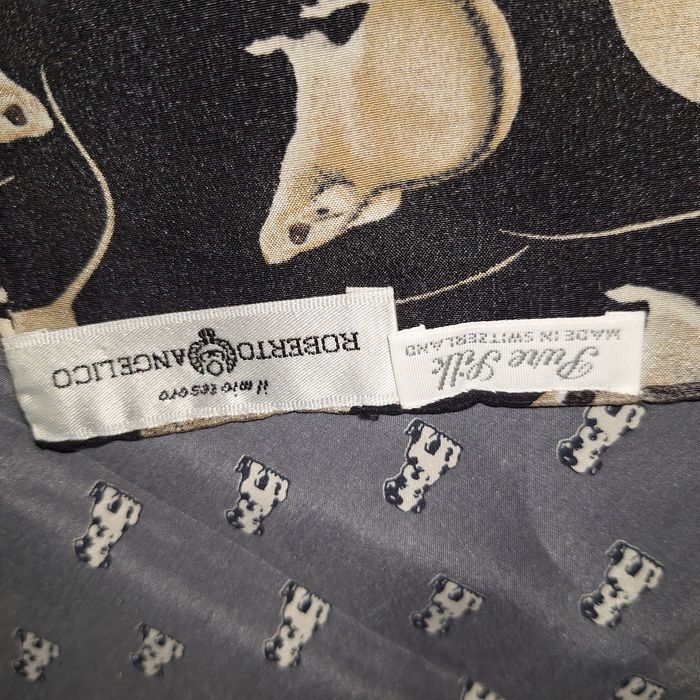 ROBERTO ANGELICO
il mio tesoro
Pure Silk
MADE IN SWITZERLAND